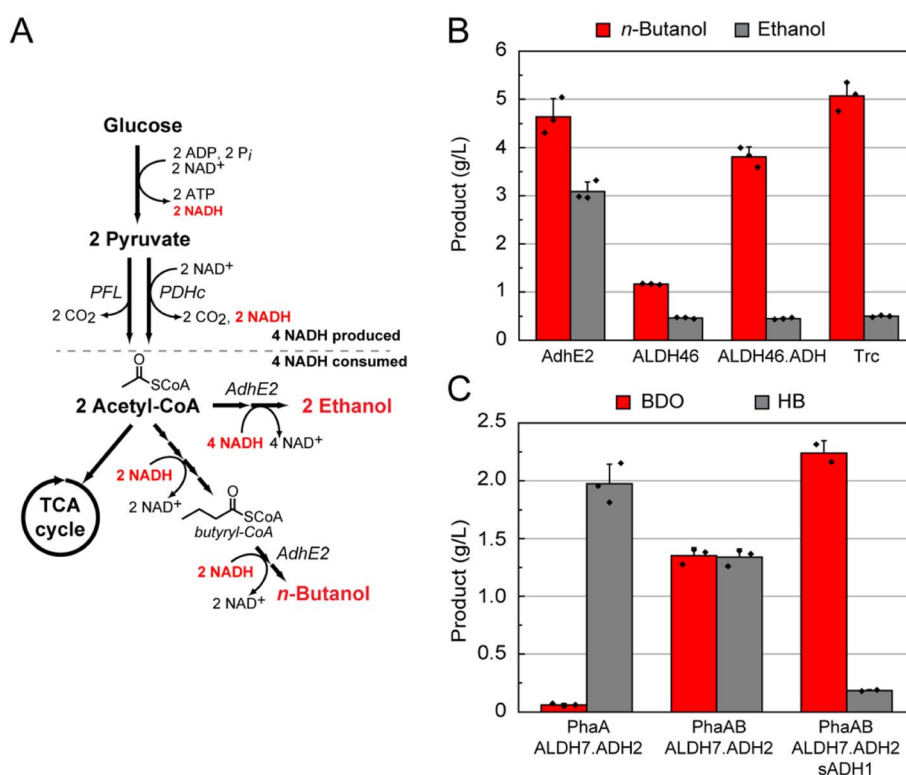 A
Glucose
2 ADP, 2 Pi
2 NAD+
2 ATP
2 NADH
2 Pyruvate
PFL
PDHc
2 NAD+
2 CO2
2 CO2, 2 NADH
4 NADH produced
4 NADH consumed
O
SCoA
2 Acetyl-CoA
AdhE2
2 Ethanol
4 NADH
4 NAD+
TCA
cycle
2 NADH
2 NAD+
O
SCoA
butyryl-CoA
AdhE2
2 NADH
2 NAD+
n-Butanol
B
n-Butanol
Ethanol
Product (g/L)
6
5
4
3
2
1
0
AdhE2
ALDH46
ALDH46.ADH
Trc
C
BDO
HB
Product (g/L)
2.5
2.0
1.5
1.0
0.5
0
PhaA
ALDH7.ADH2
PhaAB
ALDH7.ADH2
PhaAB
ALDH7.ADH2
sADH1